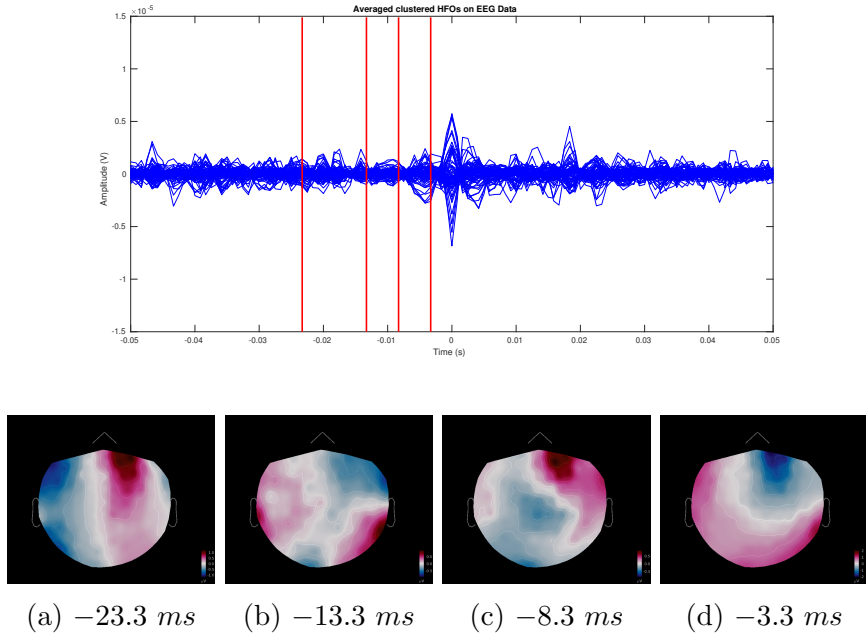 Averaged clustered HFOs on EEG Data
×10⁻⁵
1.5
1
0.5
0
-0.5
-1
-1.5
Amplitude (V)
-0.05 -0.04 -0.03 -0.02 -0.01 0 0.01 0.02 0.03 0.04 0.05
Time (s)
(a) −23.3 ms (b) −13.3 ms (c) −8.3 ms (d) −3.3 ms